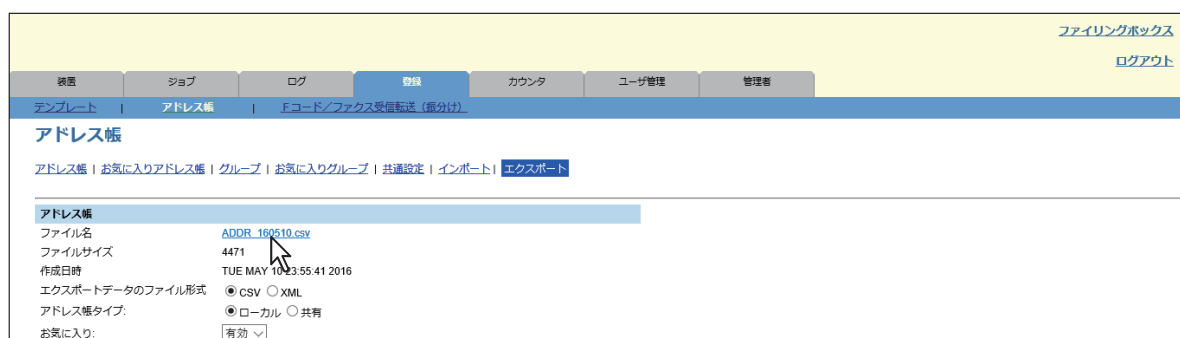 ファイリングボックス
ログアウト
装置 ジョブ ログ 登録 カウンタ ユーザ管理 管理者
テンプレート | アドレス帳 | Fコード/ファクス受信転送（振分け）
アドレス帳
アドレス帳 | お気に入りアドレス帳 | グループ | お気に入りグループ | 共通設定 | インポート | エクスポート
アドレス帳
ファイル名 ADDR_160510.csv
ファイルサイズ 4471
作成日時 TUE MAY 10 23:55:41 2016
エクスポートデータのファイル形式 CSV XML
アドレス帳タイプ: ローカル 共有
お気に入り: 有効